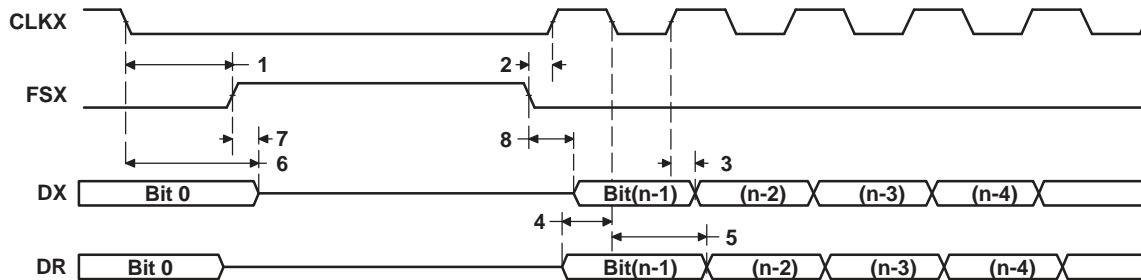 CLKX
1 2
FSX
7 8
6 3
DX Bit 0 Bit(n-1) (n-2) (n-3) (n-4)
4 5
DR Bit 0 Bit(n-1) (n-2) (n-3) (n-4)